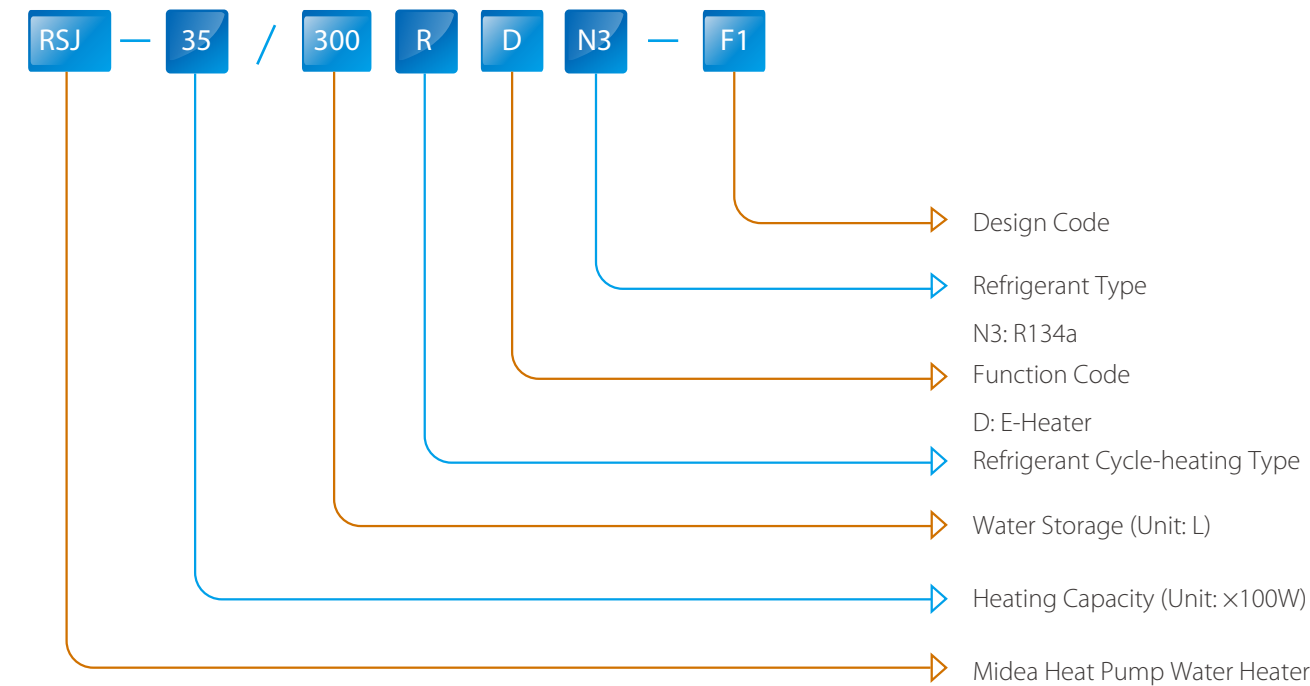 RSJ — 35 / 300 R D N3 — F1
Design Code
Refrigerant Type
N3: R134a
Function Code
D: E-Heater
Refrigerant Cycle-heating Type
Water Storage (Unit: L)
Heating Capacity (Unit: ×100W)
Midea Heat Pump Water Heater